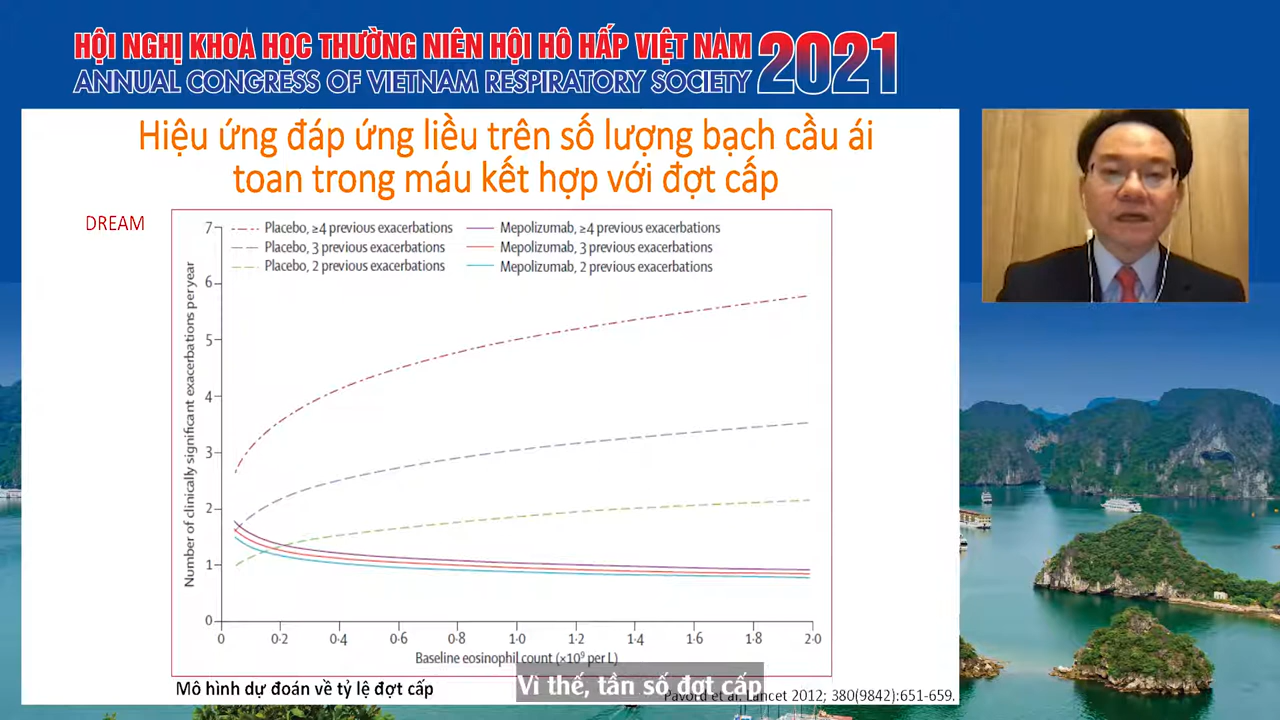 HỘI NGHỊ KHOA HỌC THƯỜNG NIÊN HỘI HÔ HẤP VIỆT NAM 2021
ANNUAL CONGRESS OF VIETNAM RESPIRATORY SOCIETY
Hiệu ứng đáp ứng liều trên số lượng bạch cầu ái
toan trong máu kết hợp với đợt cấp
DREAM
Placebo, ≥4 previous exacerbations
Placebo, 3 previous exacerbations
Placebo, 2 previous exacerbations
Mepolizumab, ≥4 previous exacerbations
Mepolizumab, 3 previous exacerbations
Mepolizumab, 2 previous exacerbations
Number of clinically significant exacerbations per year
7
6
5
4
3
2
1
0
0 0·2 0·4 0·6 0·8 1·0 1·2 1·4 1·6 1·8 2·0
Baseline eosinophil count (×10⁹ per L)
Mô hình dự đoán về tỷ lệ đợt cấp
Vì thế, tần số đợt cấp
Pavord et al. Lancet 2012; 380(9842):651-659.